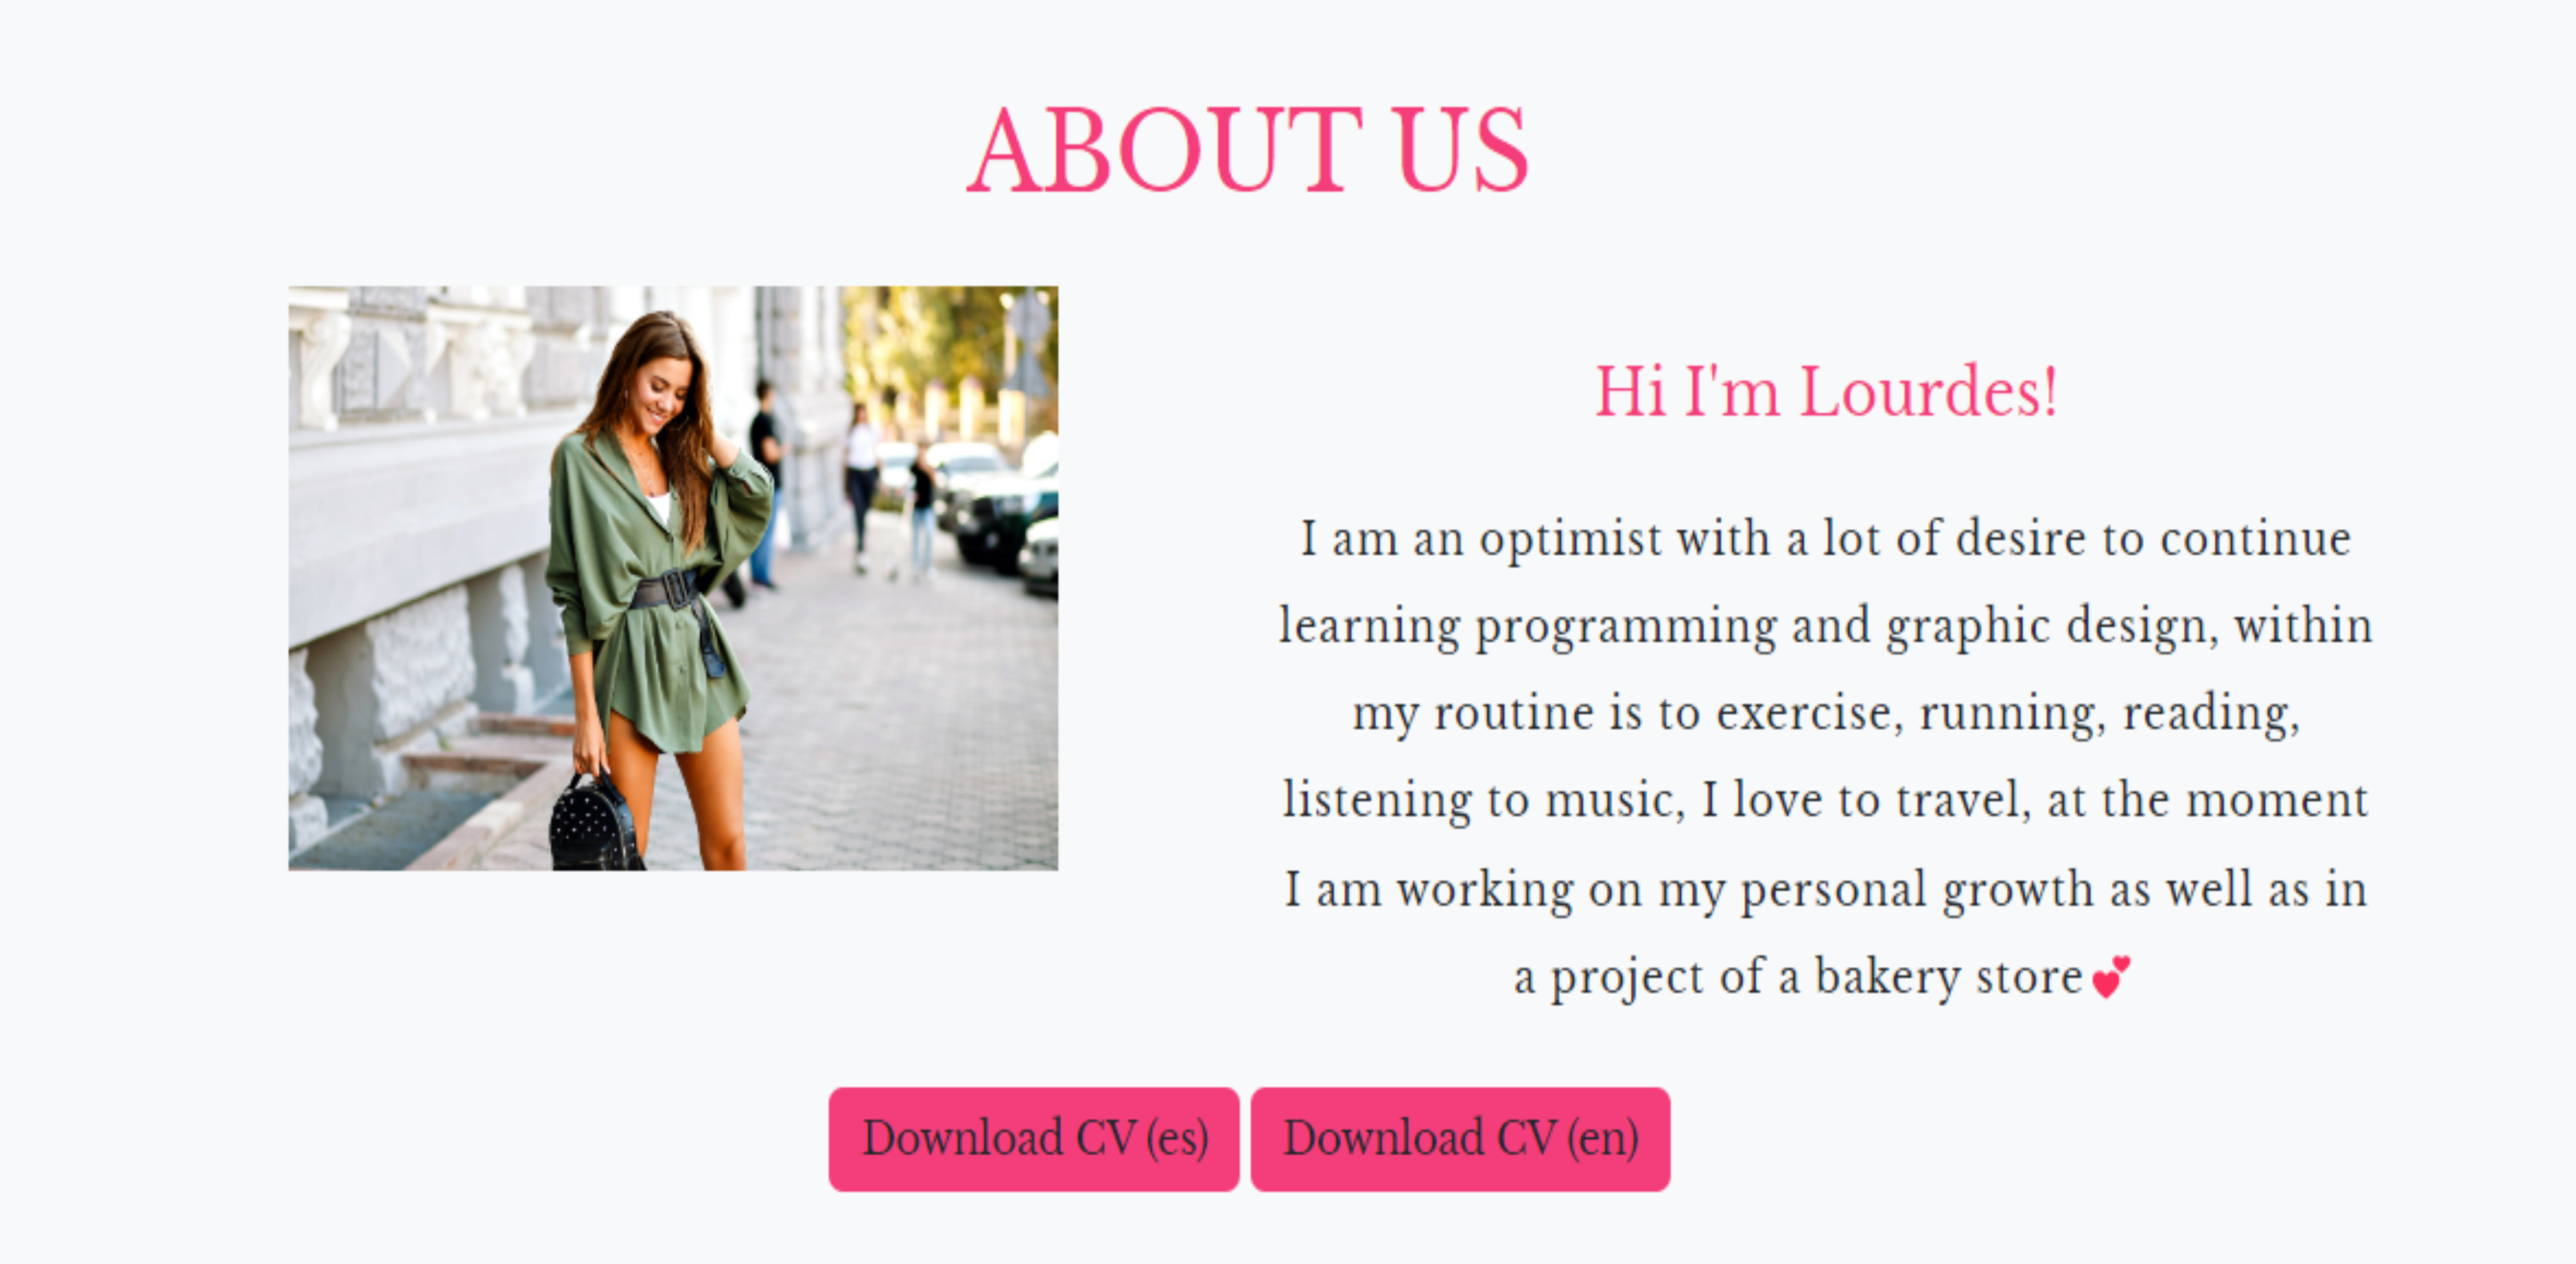 ABOUT US
Hi I'm Lourdes!
I am an optimist with a lot of desire to continue
learning programming and graphic design, within
my routine is to exercise, running, reading,
listening to music, I love to travel, at the moment
I am working on my personal growth as well as in
a project of a bakery store💕
Download CV (es)
Download CV (en)